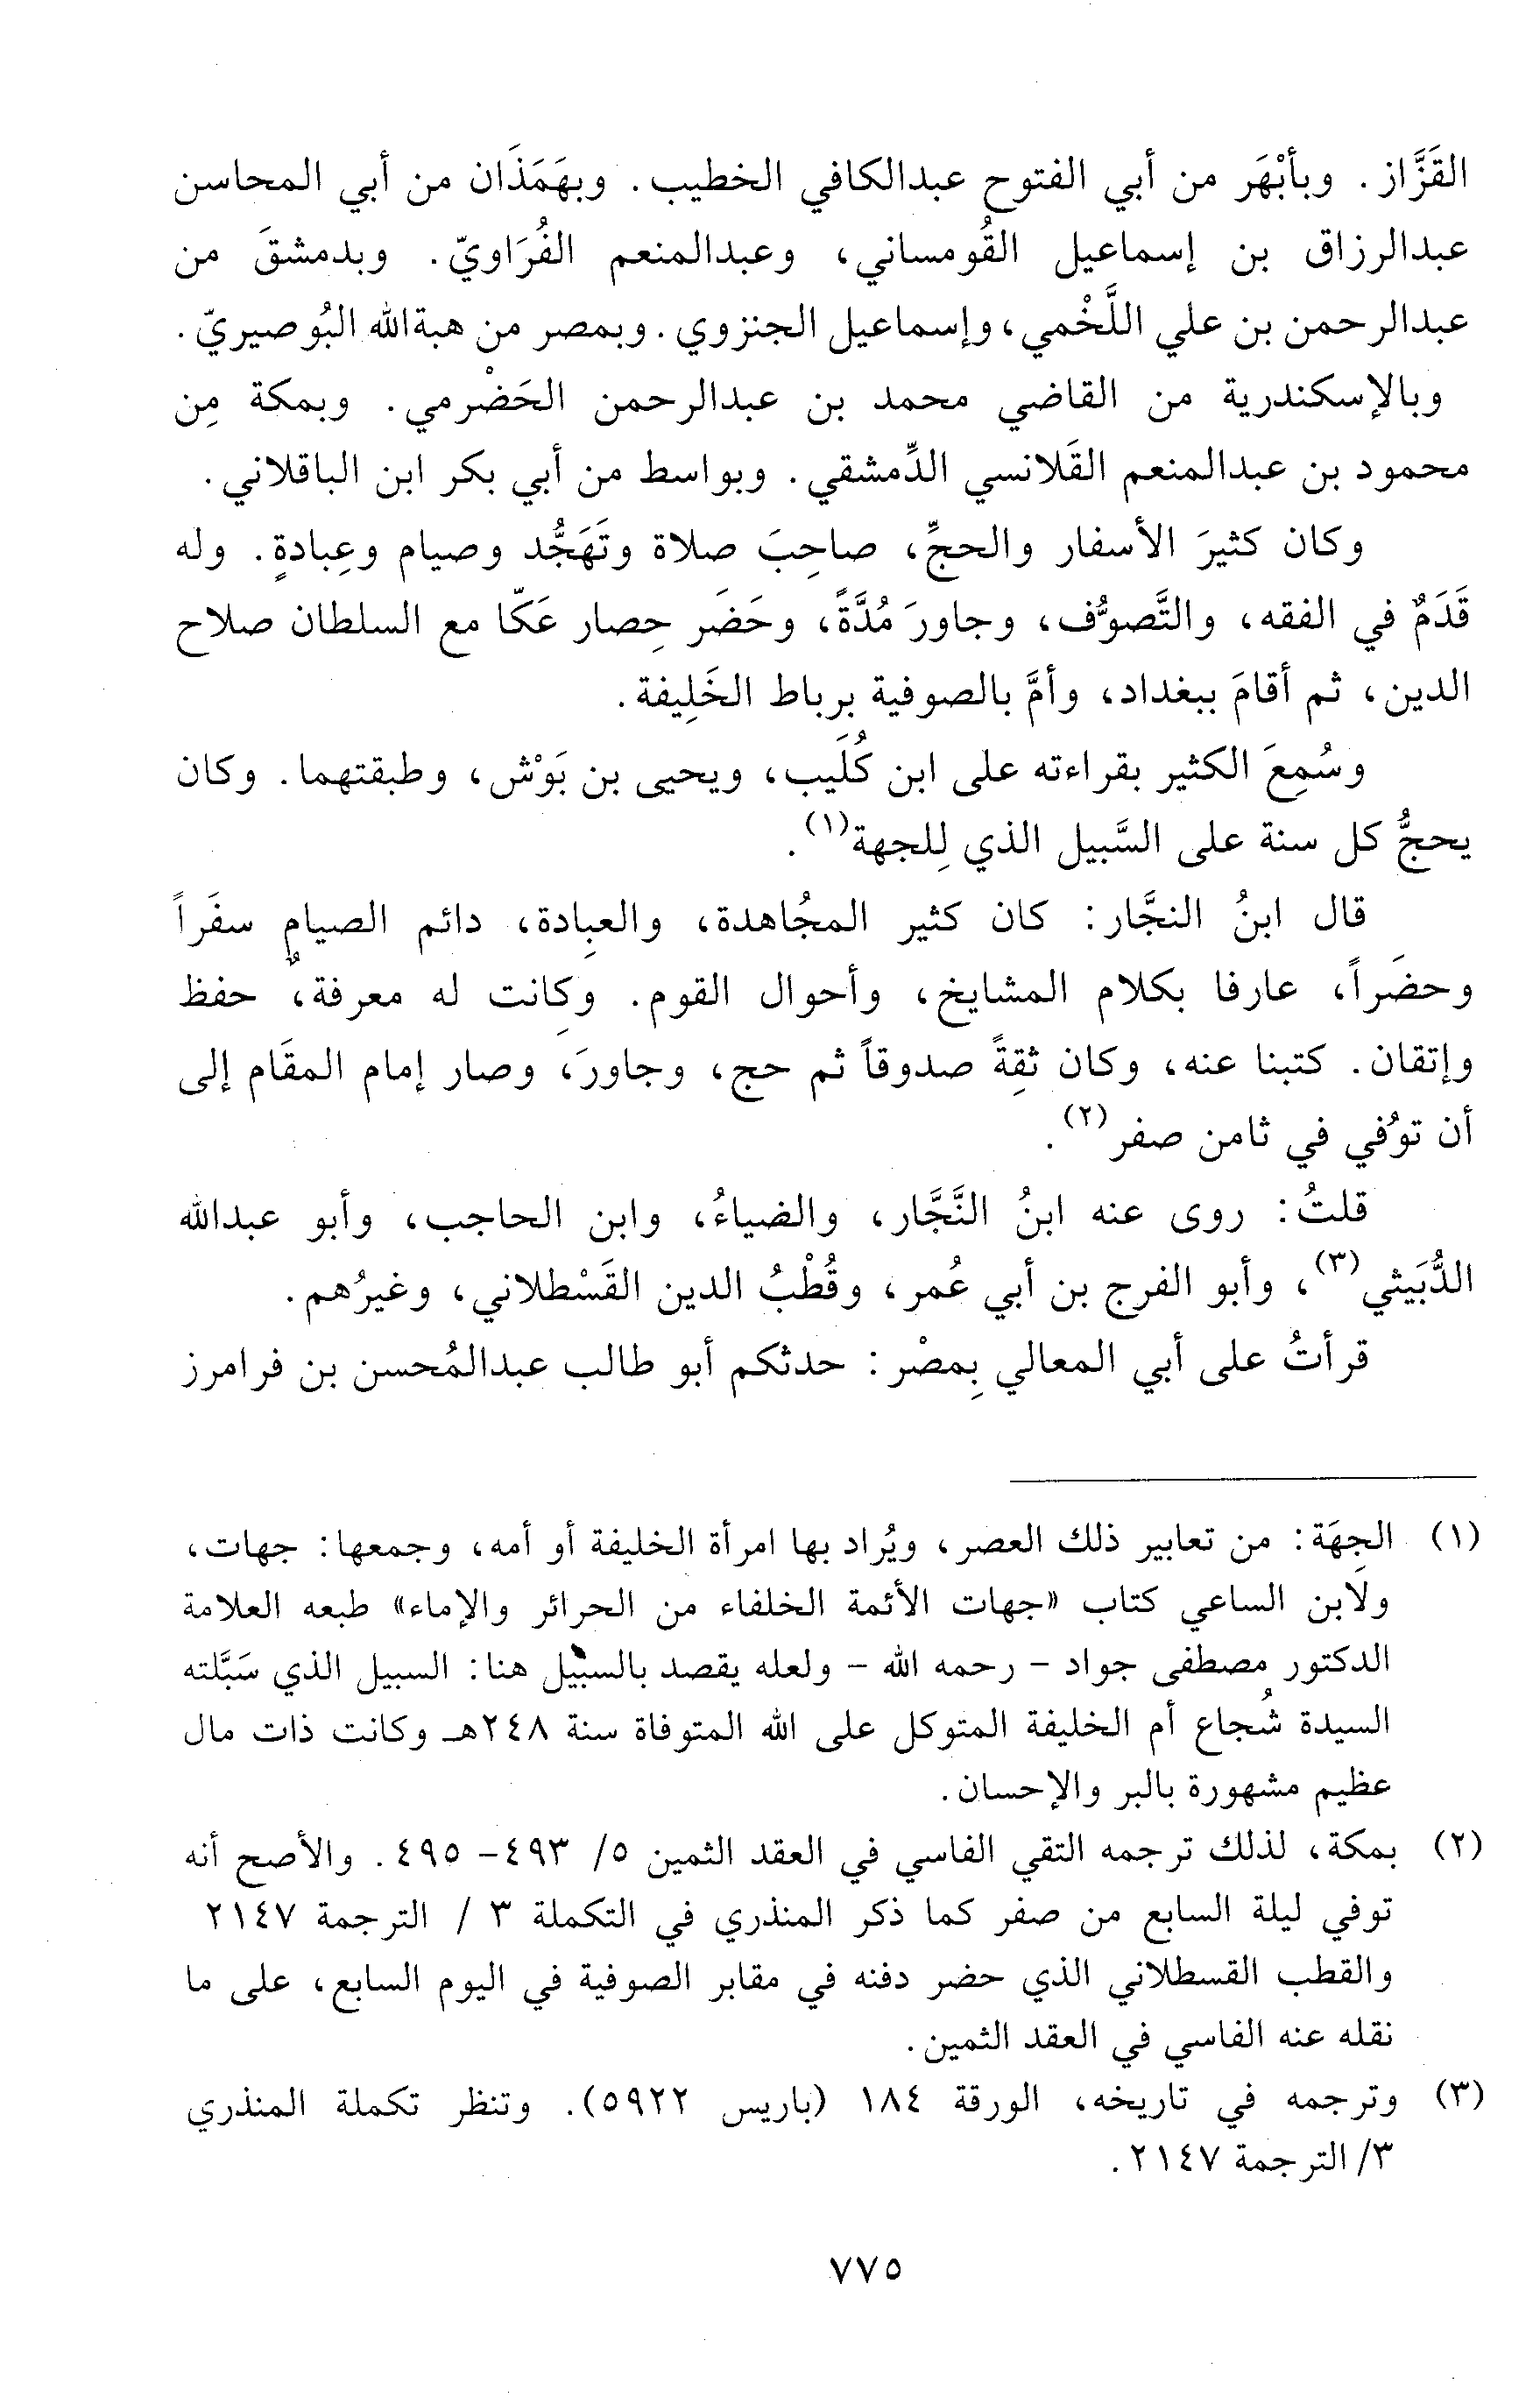 القَزَّاز . وبأبْهَر من أبي الفتوح عبدالكافي الخطيب . وبهَمَذَان من أبي المحاسن
عبدالرزاق بن إسماعيل القُومساني، وعبدالمنعم الفُرَاويّ . وبدمشقَ من
عبدالرحمن بن علي اللَّخْمي، وإسماعيل الجنزوي . وبمصر من هبةالله البُوصيريّ .
وبالإسكندرية من القاضي محمد بن عبدالرحمن الحَضْرمي . وبمكة مِن
محمود بن عبدالمنعم القَلانسي الدِّمشقي . وبواسط من أبي بكر ابن الباقلاني .
وكان كثيرَ الأسفار والحجِّ، صاحِبَ صلاة وتَهَجُّد وصيام وعِبادةٍ . وله
قَدَمٌ في الفقه، والتَّصوُّف، وجاورَ مُدَّةً، وحَضَر حِصار عَكّا مع السلطان صلاح
الدين، ثم أقامَ ببغداد، وأمَّ بالصوفية برباط الخَلِيفة .
وسُمِعَ الكثير بقراءته على ابن كُلَيب، ويحيى بن بَوْش، وطبقتهما . وكان
يحجُّ كل سنة على السَّبيل الذي لِلجهة(١) .
قال ابنُ النجَّار : كان كثير المجُاهدة، والعبِادة، دائم الصيام سفَراً
وحضَراً، عارفا بكلام المشايخ، وأحوال القوم . وكانت له معرفةٌ، حفظ
وإتقان . كتبنا عنه، وكان ثقِةً صدوقاً ثم حج، وجاورَ، وصار إمام المقَام إلى
أن توُفي في ثامن صفر(٢) .
قلتُ : روى عنه ابنُ النَّجَّار، والضياءُ، وابن الحاجب، وأبو عبدالله
الدُّبَيثي(٣)، وأبو الفرج بن أبي عُمر، وقُطْبُ الدين القَسْطلاني، وغيرُهم .
قرأتُ على أبي المعالي بِمصْر : حدثكم أبو طالب عبدالمُحسن بن فرامرز
(١) الجِهَة : من تعابير ذلك العصر، ويُراد بها امرأة الخليفة أو أمه، وجمعها : جهات،
ولابن الساعي كتاب «جهات الأئمة الخلفاء من الحرائر والإماء» طبعه العلامة
الدكتور مصطفى جواد - رحمه الله - ولعله يقصد بالسبيل هنا : السبيل الذي سَبَّلته
السيدة شُجاع أم الخليفة المتوكل على الله المتوفاة سنة ٢٤٨هـ وكانت ذات مال
عظيم مشهورة بالبر والإحسان .
(٢) بمكة، لذلك ترجمه التقي الفاسي في العقد الثمين ٥/ ٤٩٣- ٤٩٥ . والأصح أنه
توفي ليلة السابع من صفر كما ذكر المنذري في التكملة ٣ / الترجمة ٢١٤٧
والقطب القسطلاني الذي حضر دفنه في مقابر الصوفية في اليوم السابع، على ما
نقله عنه الفاسي في العقد الثمين .
(٣) وترجمه في تاريخه، الورقة ١٨٤ (باريس ٥٩٢٢) . وتنظر تكملة المنذري
٣/ الترجمة ٢١٤٧ .
٧٧٥